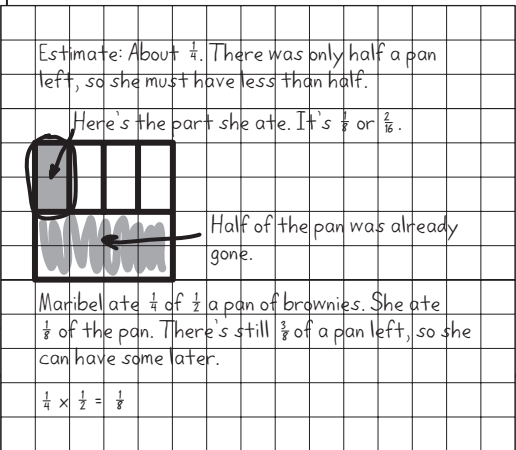 Estimate: About 1/4. There was only half a pan
left, so she must have less than half.
Here's the part she ate. It's 1/8 or 2/16.
Half of the pan was already
gone.
Maribel ate 1/4 of 1/2 a pan of brownies. She ate
1/8 of the pan. There's still 3/8 of a pan left, so she
can have some later.
1/4 × 1/2 = 1/8